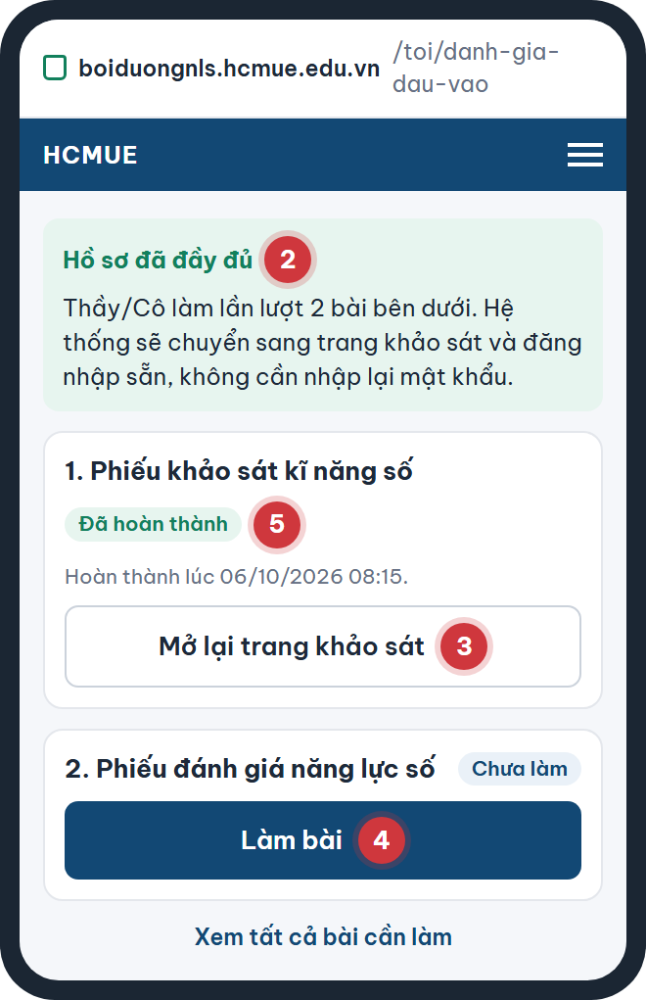 boiduongnls.hcmue.edu.vn /toi/danh-gia-
dau-vao
HCMUE
Hồ sơ đã đầy đủ 2
Thầy/Cô làm lần lượt 2 bài bên dưới. Hệ
thống sẽ chuyển sang trang khảo sát và đăng
nhập sẵn, không cần nhập lại mật khẩu.
1. Phiếu khảo sát kĩ năng số
Đã hoàn thành 5
Hoàn thành lúc 06/10/2026 08:15.
Mở lại trang khảo sát 3
2. Phiếu đánh giá năng lực số Chưa làm
Làm bài 4
Xem tất cả bài cần làm